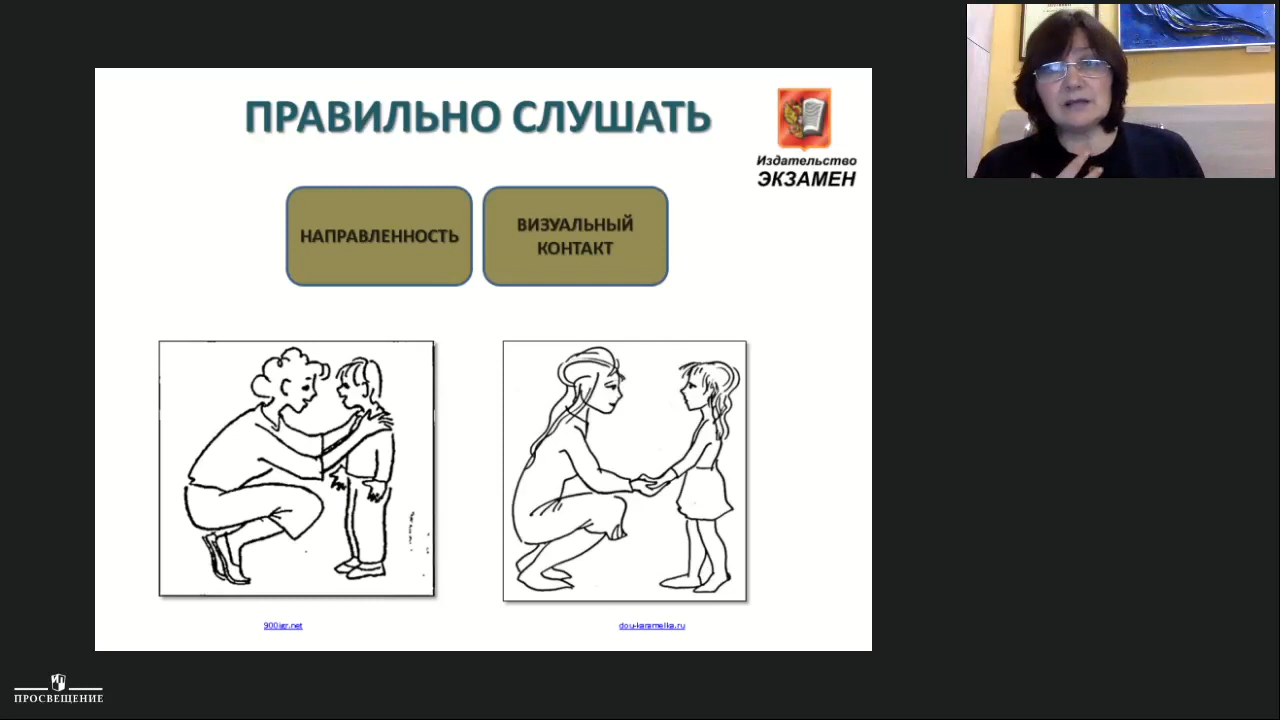 ПРАВИЛЬНО СЛУШАТЬ
Издательство
ЭКЗАМЕН
НАПРАВЛЕННОСТЬ
ВИЗУАЛЬНЫЙ
КОНТАКТ
900igr.net
dou-karamelka.ru
ПРОСВЕЩЕНИЕ